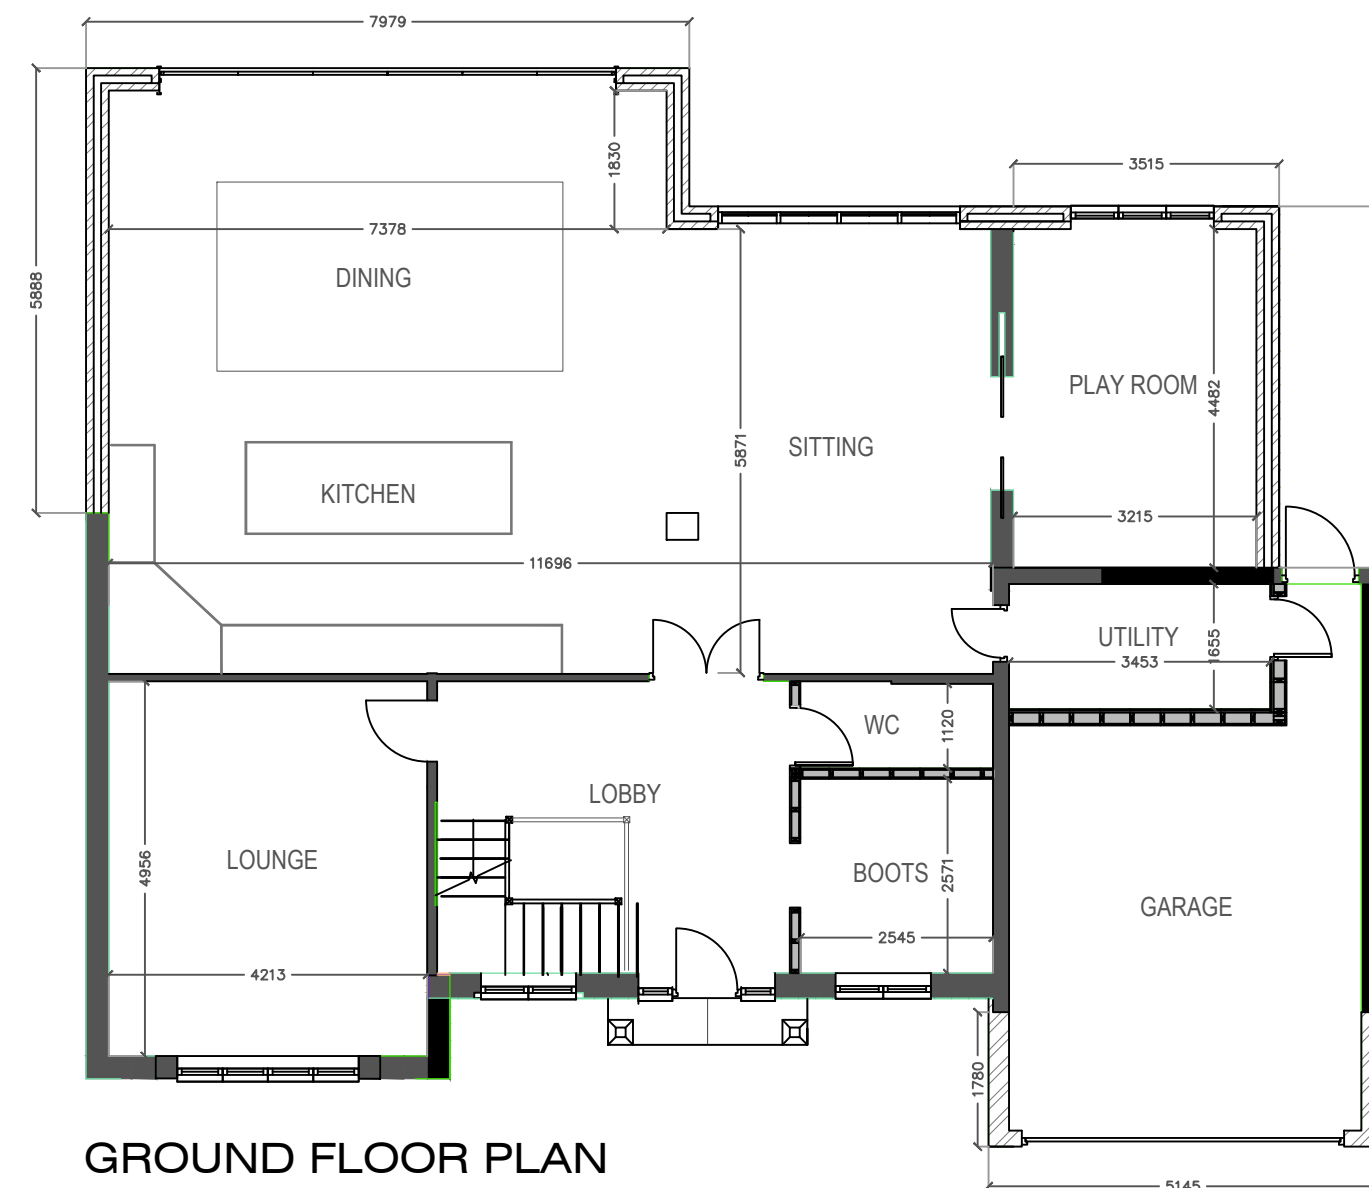 7979
3515
1830
5888
7378
DINING
PLAY ROOM
4482
SITTING
5871
KITCHEN
3215
11696
UTILITY
1655
3453
WC
1120
LOBBY
LOUNGE
4956
BOOTS
2571
GARAGE
2545
4213
1780
GROUND FLOOR PLAN
5145